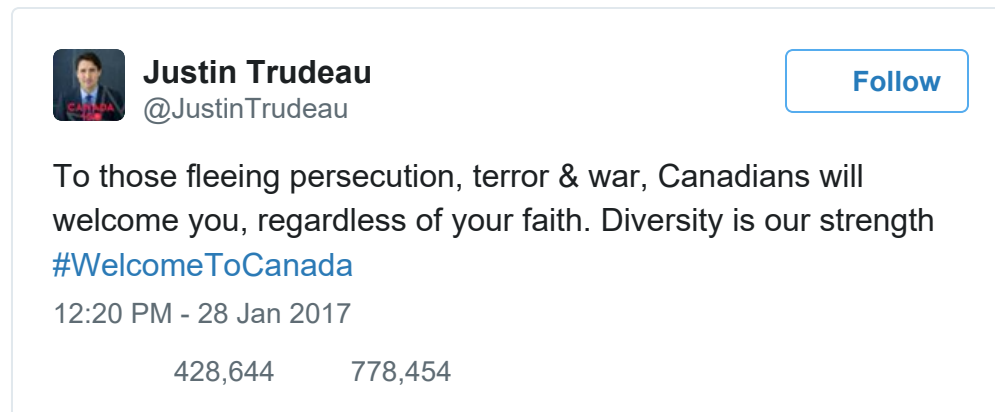 Justin Trudeau
@JustinTrudeau
Follow
To those fleeing persecution, terror & war, Canadians will
welcome you, regardless of your faith. Diversity is our strength
#WelcomeToCanada
12:20 PM - 28 Jan 2017
428,644 778,454
CANADA